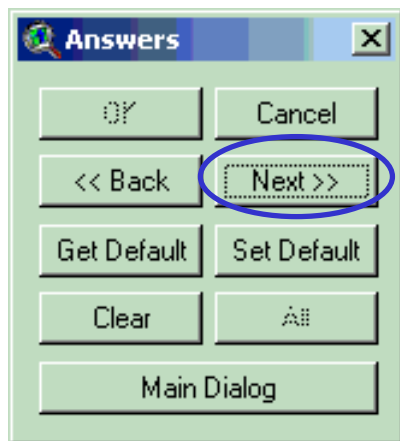 Answers
OK Cancel
<< Back Next >>
Get Default Set Default
Clear All
Main Dialog